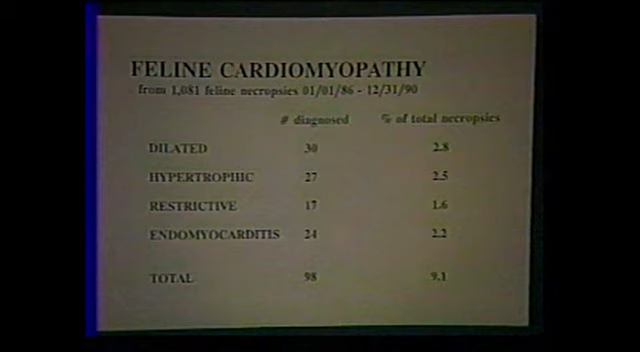 FELINE CARDIOMYOPATHY
from 1,081 feline necropsies 01/01/86 - 12/31/90
# diagnosed % of total necropsies
DILATED 30 2.8
HYPERTROPHIC 27 2.5
RESTRICTIVE 17 1.6
ENDOMYOCARDITIS 24 2.2
TOTAL 98 9.1